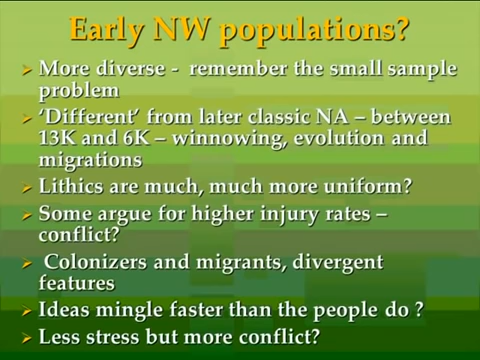 Early NW populations?
More diverse - remember the small sample
problem
‘Different’ from later classic NA – between
13K and 6K – winnowing, evolution and
migrations
Lithics are much, much more uniform?
Some argue for higher injury rates –
conflict?
Colonizers and migrants, divergent
features
Ideas mingle faster than the people do ?
Less stress but more conflict?